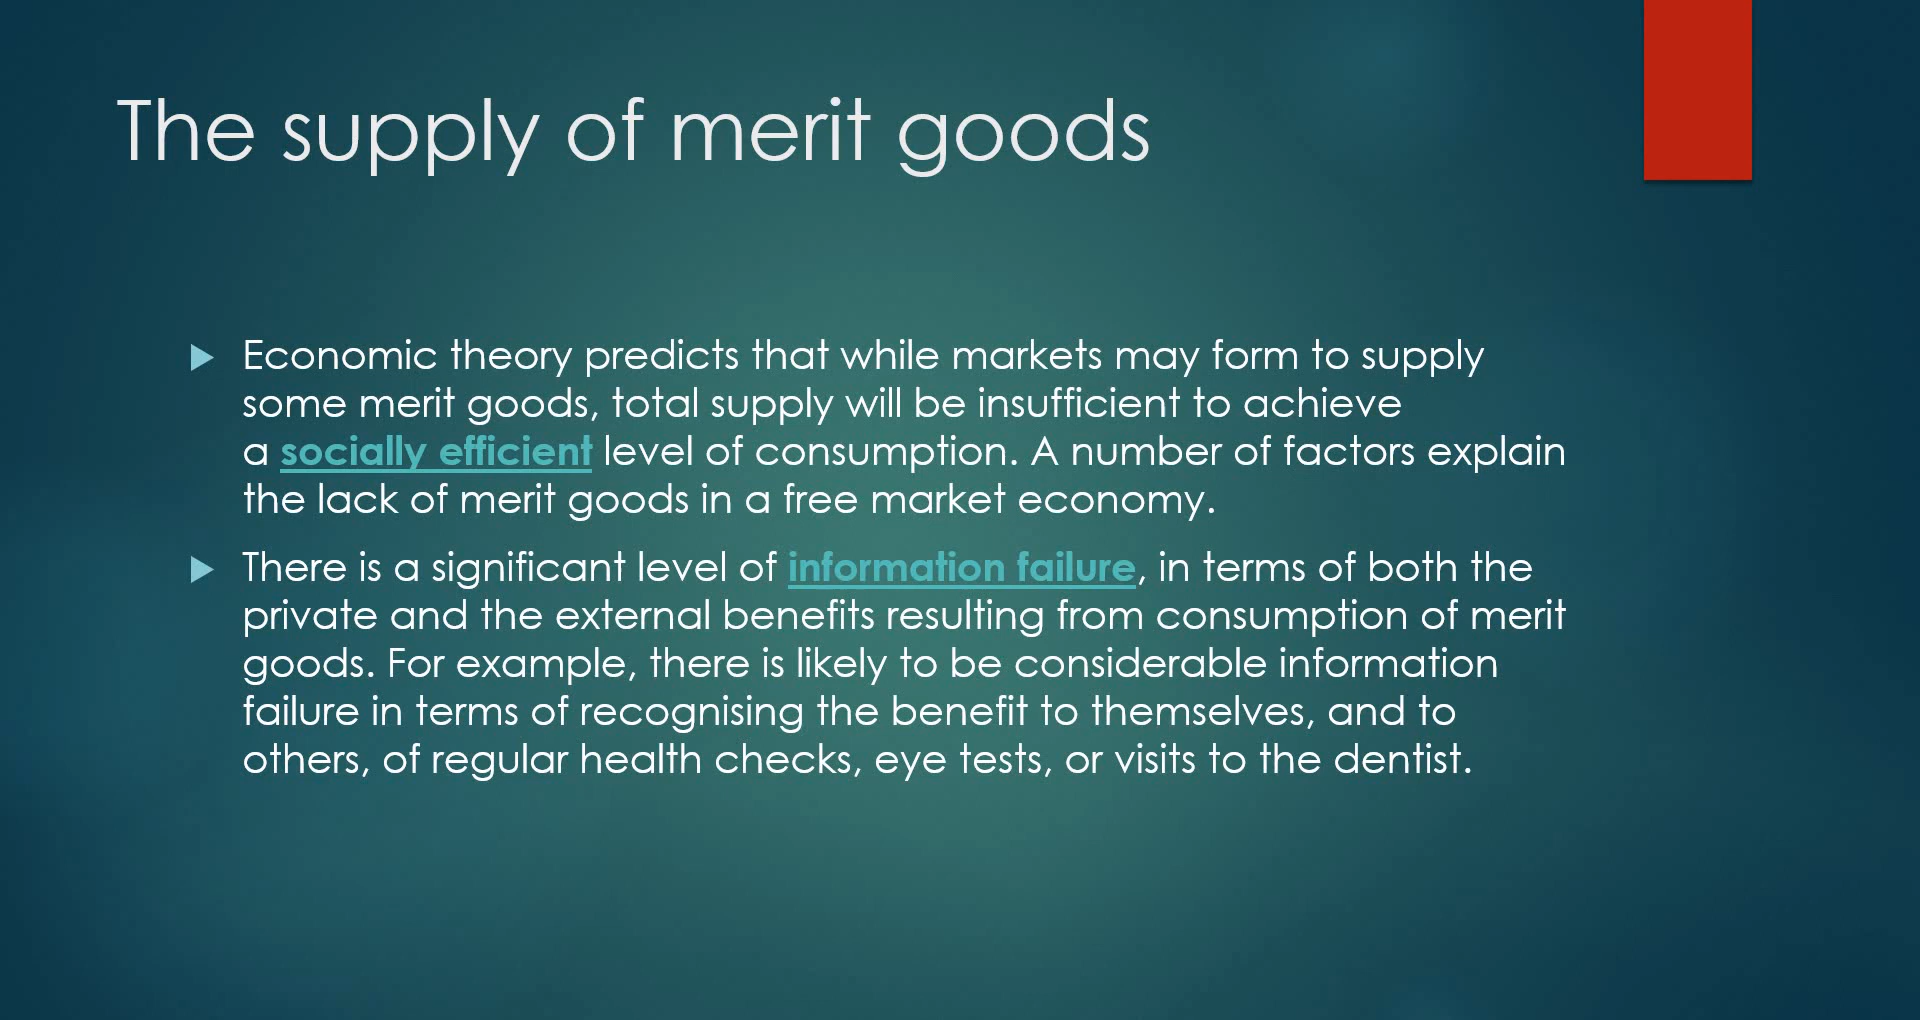 The supply of merit goods
Economic theory predicts that while markets may form to supply
some merit goods, total supply will be insufficient to achieve
a socially efficient level of consumption. A number of factors explain
the lack of merit goods in a free market economy.
There is a significant level of information failure, in terms of both the
private and the external benefits resulting from consumption of merit
goods. For example, there is likely to be considerable information
failure in terms of recognising the benefit to themselves, and to
others, of regular health checks, eye tests, or visits to the dentist.